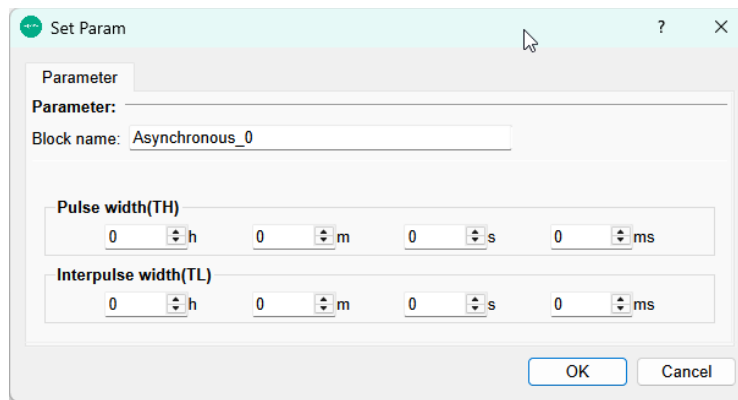 Set Param ? ×
Parameter
Parameter:
Block name: Asynchronous_0
Pulse width(TH)
0 h 0 m 0 s 0 ms
Interpulse width(TL)
0 h 0 m 0 s 0 ms
OK Cancel